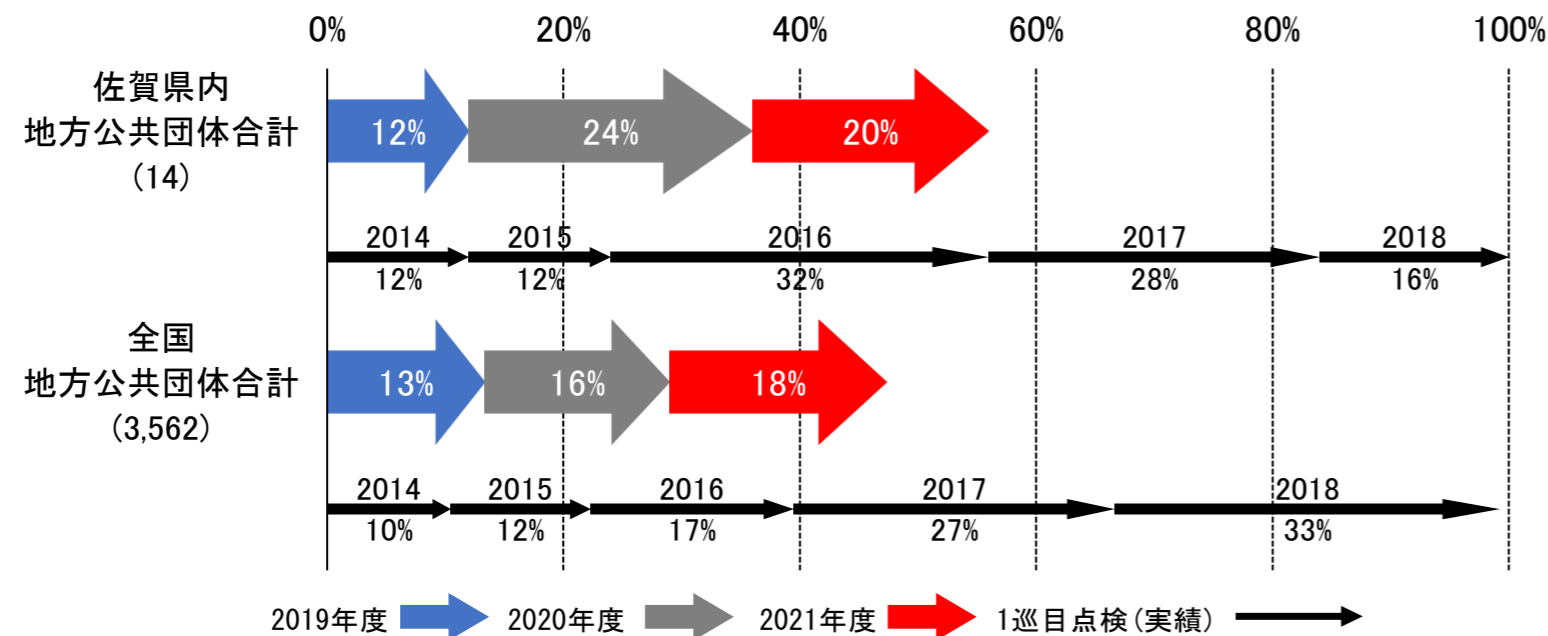 0% 20% 40% 60% 80% 100%
佐賀県内
地方公共団体合計
(14)
12% 24% 20%
2014 2015 2016 2017 2018
12% 12% 32% 28% 16%
全国
地方公共団体合計
(3,562)
13% 16% 18%
2014 2015 2016 2017 2018
10% 12% 17% 27% 33%
2019年度 2020年度 2021年度 1巡目点検(実績)